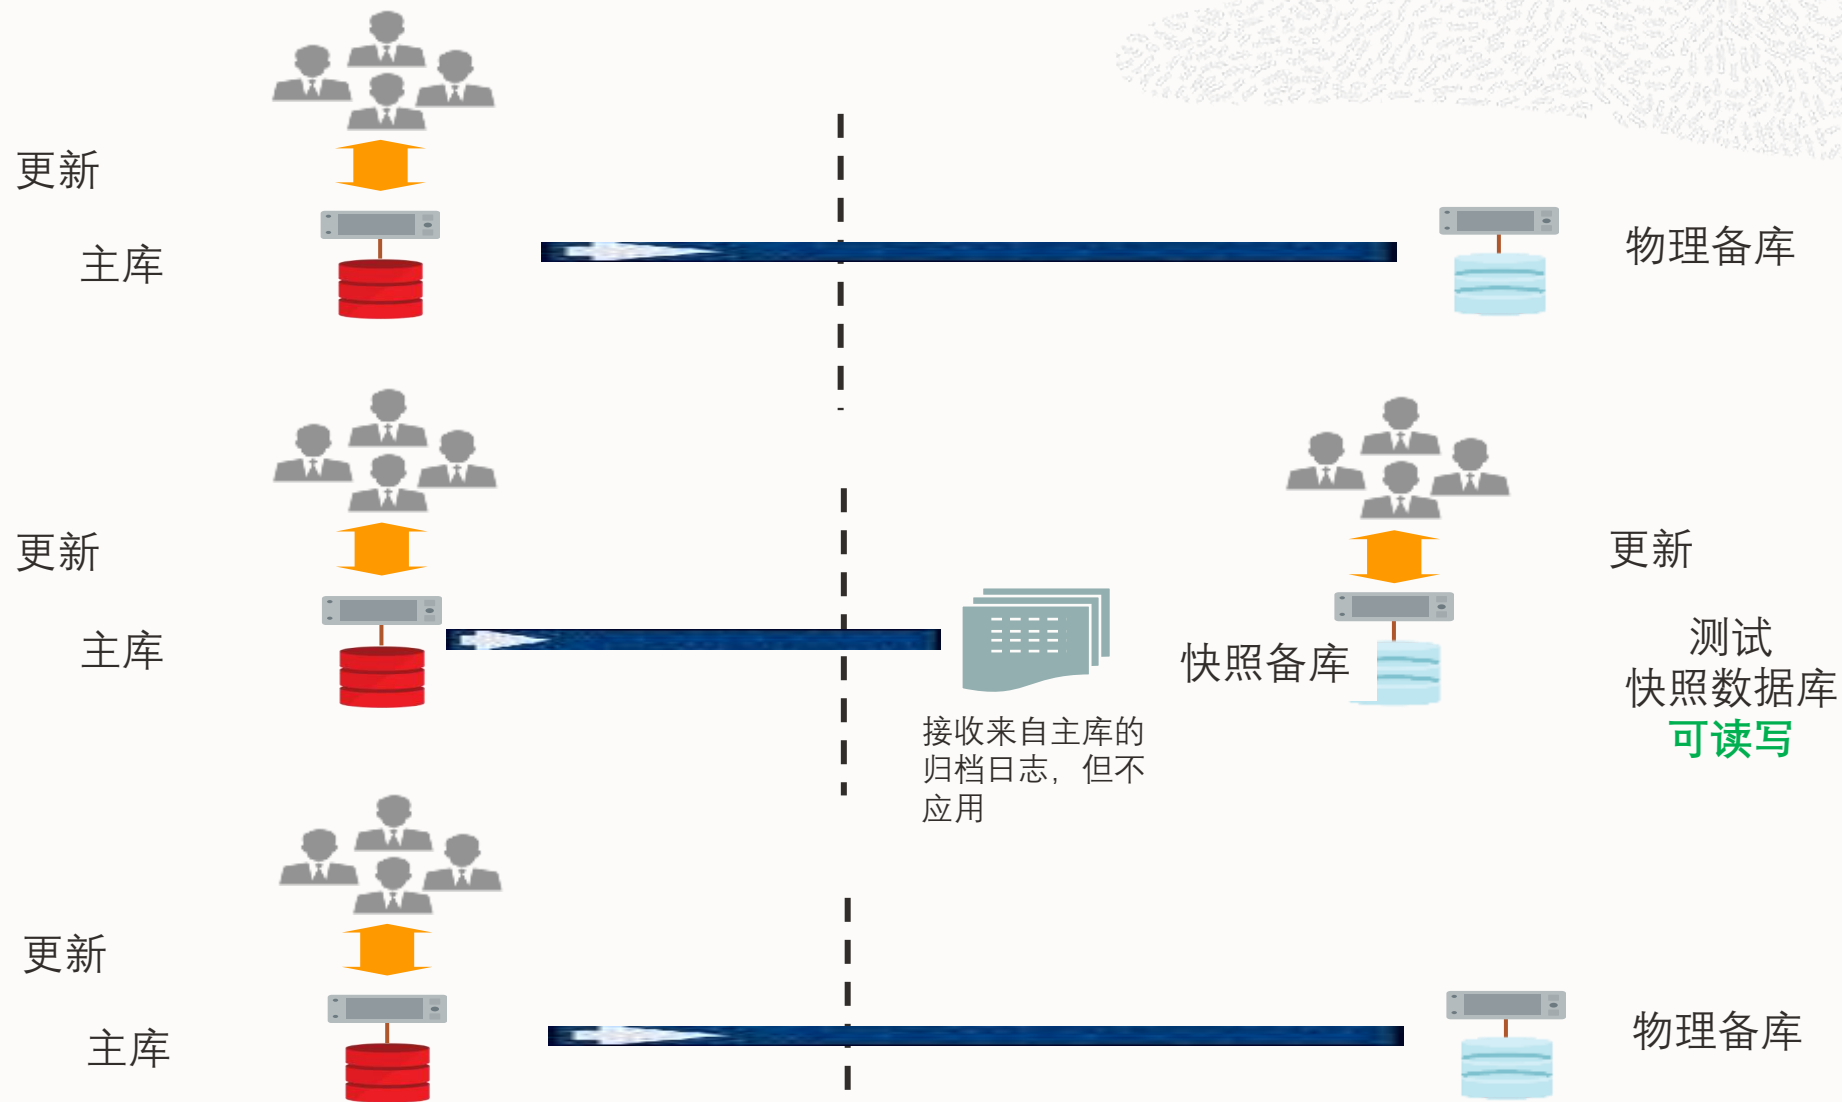 更新
主库
物理备库
更新
主库
接收来自主库的
归档日志，但不
应用
快照备库
更新
测试
快照数据库
可读写
更新
主库
物理备库